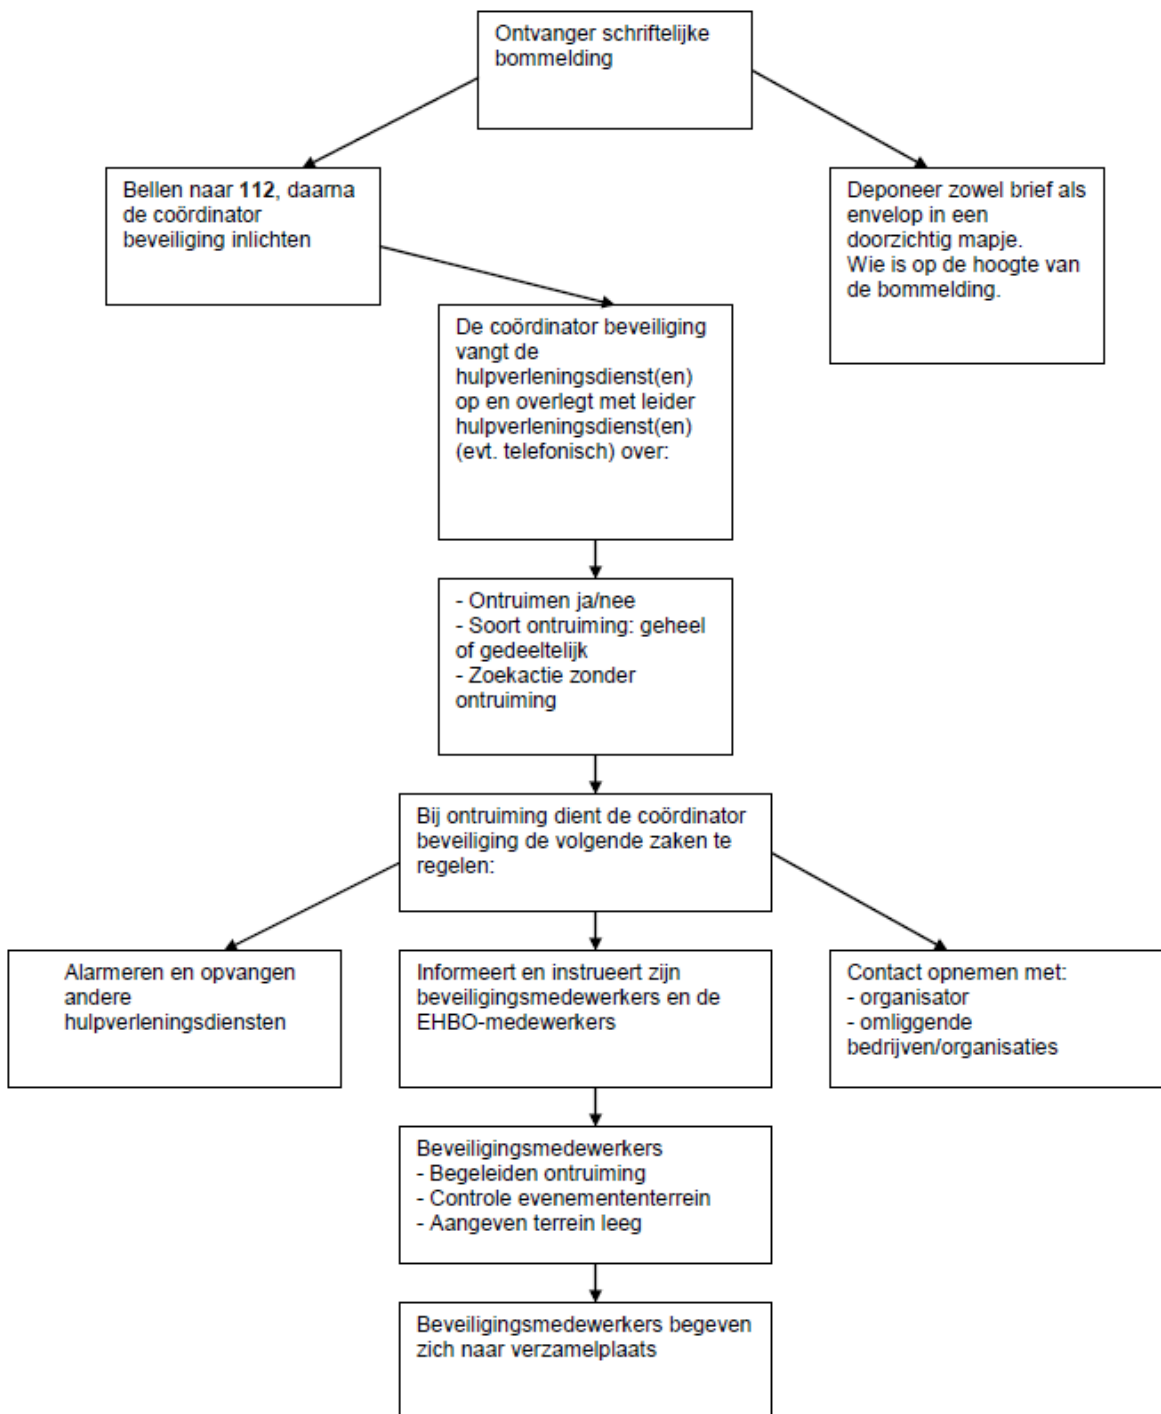 Ontvanger schriftelijke
bommelding
Bellen naar 112, daarna
de coördinator
beveiliging inlichten
Deponeer zowel brief als
envelop in een
doorzichtig mapje.
Wie is op de hoogte van
de bommelding.
De coördinator beveiliging
vangt de
hulpverleningsdienst(en)
op en overlegt met leider
hulpverleningsdienst(en)
(evt. telefonisch) over:
- Ontruimen ja/nee
- Soort ontruiming: geheel
of gedeeltelijk
- Zoekactie zonder
ontruiming
Bij ontruiming dient de coördinator
beveiliging de volgende zaken te
regelen:
Alarmeren en opvangen
andere
hulpverleningsdiensten
Informeert en instrueert zijn
beveiligingsmedewerkers en de
EHBO-medewerkers
Contact opnemen met:
- organisator
- omliggende
bedrijven/organisaties
Beveiligingsmedewerkers
- Begeleiden ontruiming
- Controle evenemententerrein
- Aangeven terrein leeg
Beveiligingsmedewerkers begeven
zich naar verzamelplaats